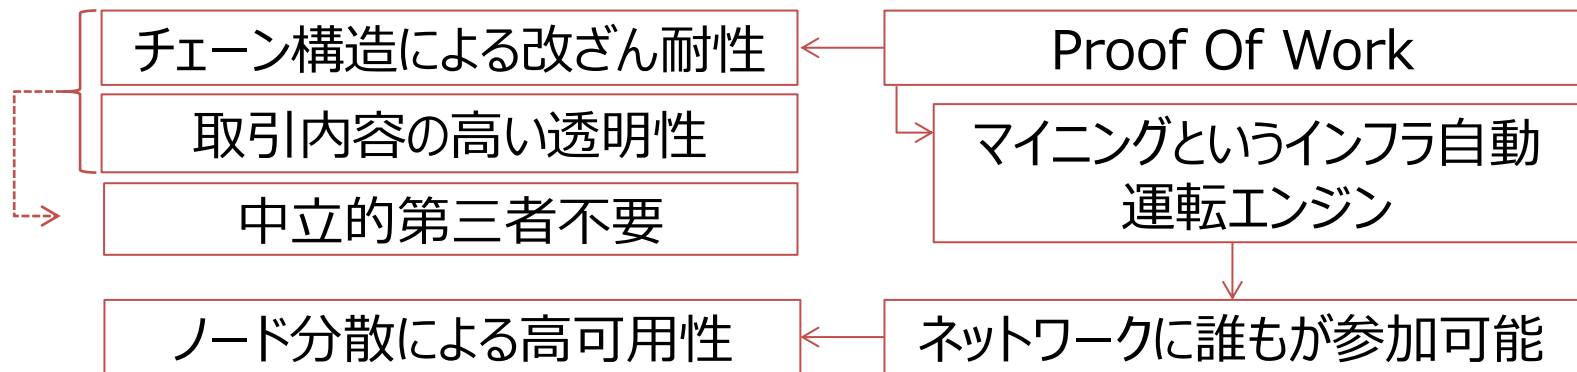 チェーン構造による改ざん耐性
Proof Of Work
取引内容の高い透明性
マイニングというインフラ自動
運転エンジン
中立的第三者不要
ノード分散による高可用性
ネットワークに誰もが参加可能